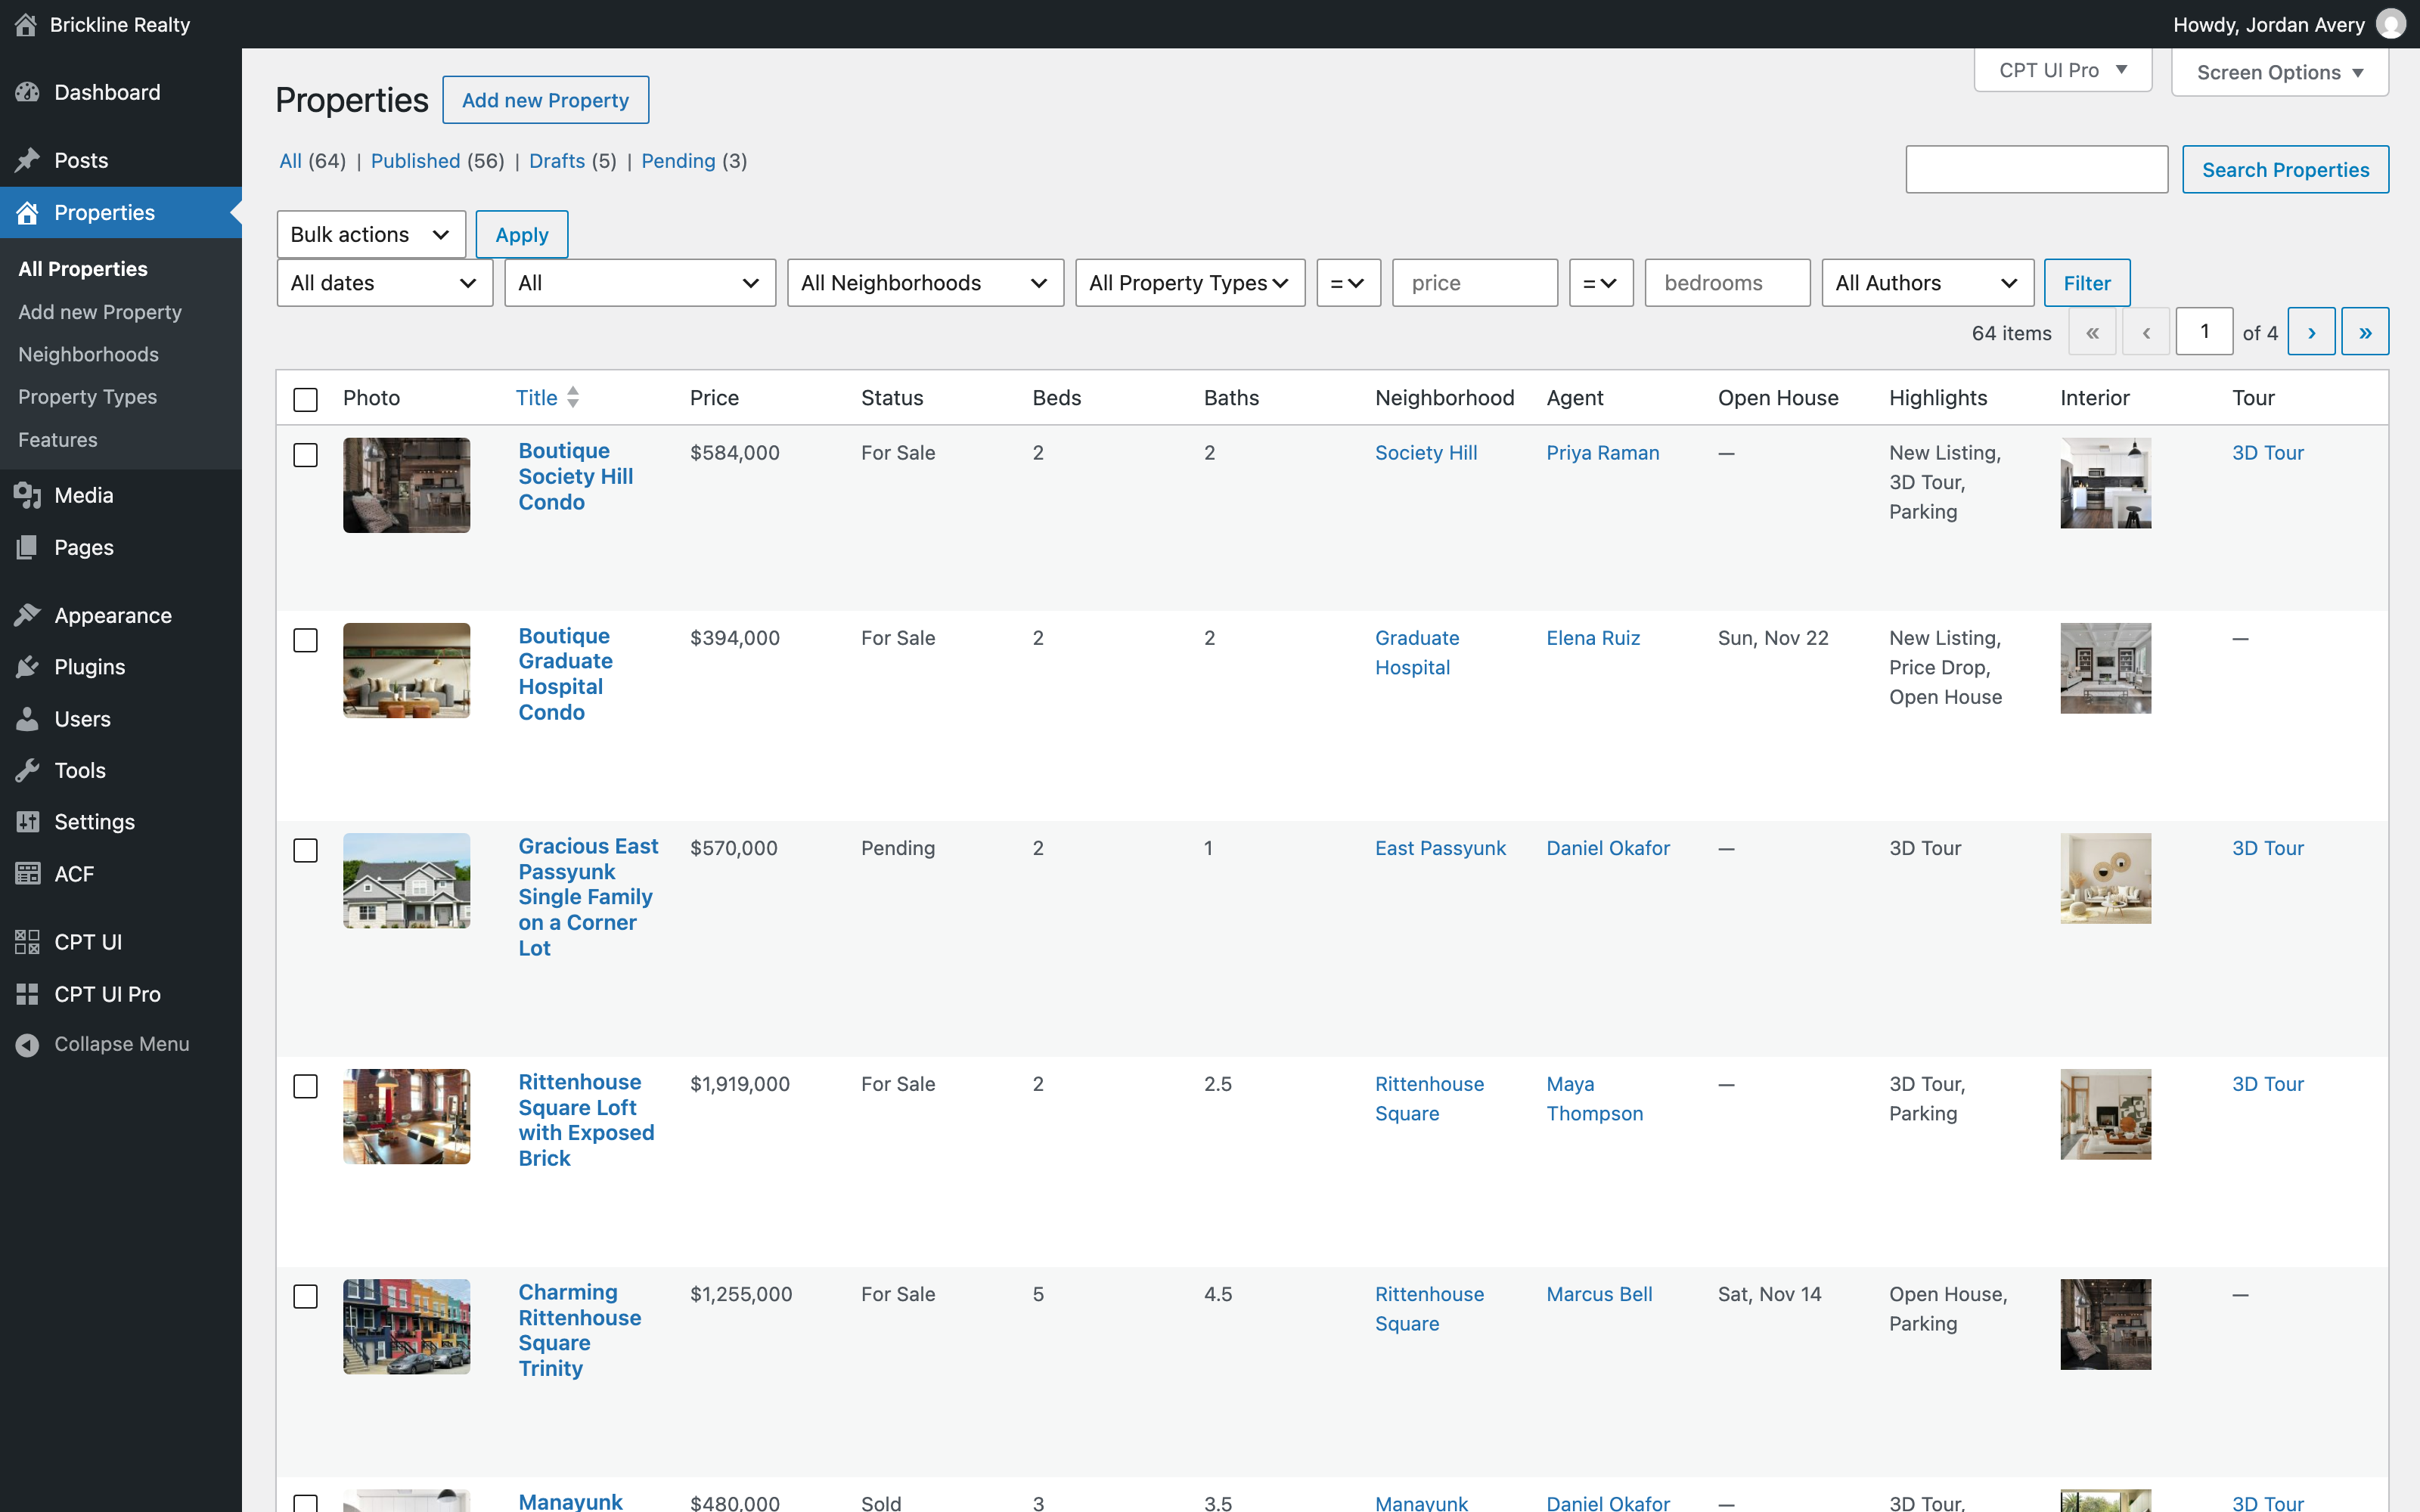 Brickline Realty
Howdy, Jordan Avery
Dashboard
Posts
Properties
All Properties
Add new Property
Neighborhoods
Property Types
Features
Media
Pages
Appearance
Plugins
Users
Tools
Settings
ACF
CPT UI
CPT UI Pro
Collapse Menu
CPT UI Pro
Screen Options
Properties
Add new Property
All (64) | Published (56) | Drafts (5) | Pending (3)
Search Properties
Bulk actions
Apply
All dates
All
All Neighborhoods
All Property Types
=
price
=
bedrooms
All Authors
Filter
64 items « ‹ 1 of 4 › »
Photo Title Price Status Beds Baths Neighborhood Agent Open House Highlights Interior Tour
Boutique
Society Hill
Condo
$584,000
For Sale
2
2
Society Hill
Priya Raman
—
New Listing,
3D Tour,
Parking
3D Tour
Boutique
Graduate
Hospital
Condo
$394,000
For Sale
2
2
Graduate
Hospital
Elena Ruiz
Sun, Nov 22
New Listing,
Price Drop,
Open House
—
Gracious East
Passyunk
Single Family
on a Corner
Lot
$570,000
Pending
2
1
East Passyunk
Daniel Okafor
—
3D Tour
3D Tour
Rittenhouse
Square Loft
with Exposed
Brick
$1,919,000
For Sale
2
2.5
Rittenhouse
Square
Maya
Thompson
—
3D Tour,
Parking
3D Tour
Charming
Rittenhouse
Square
Trinity
$1,255,000
For Sale
5
4.5
Rittenhouse
Square
Marcus Bell
Sat, Nov 14
Open House,
Parking
—
Manayunk
$480,000
Sold
3
3.5
Manayunk
Daniel Okafor
—
3D Tour,
3D Tour